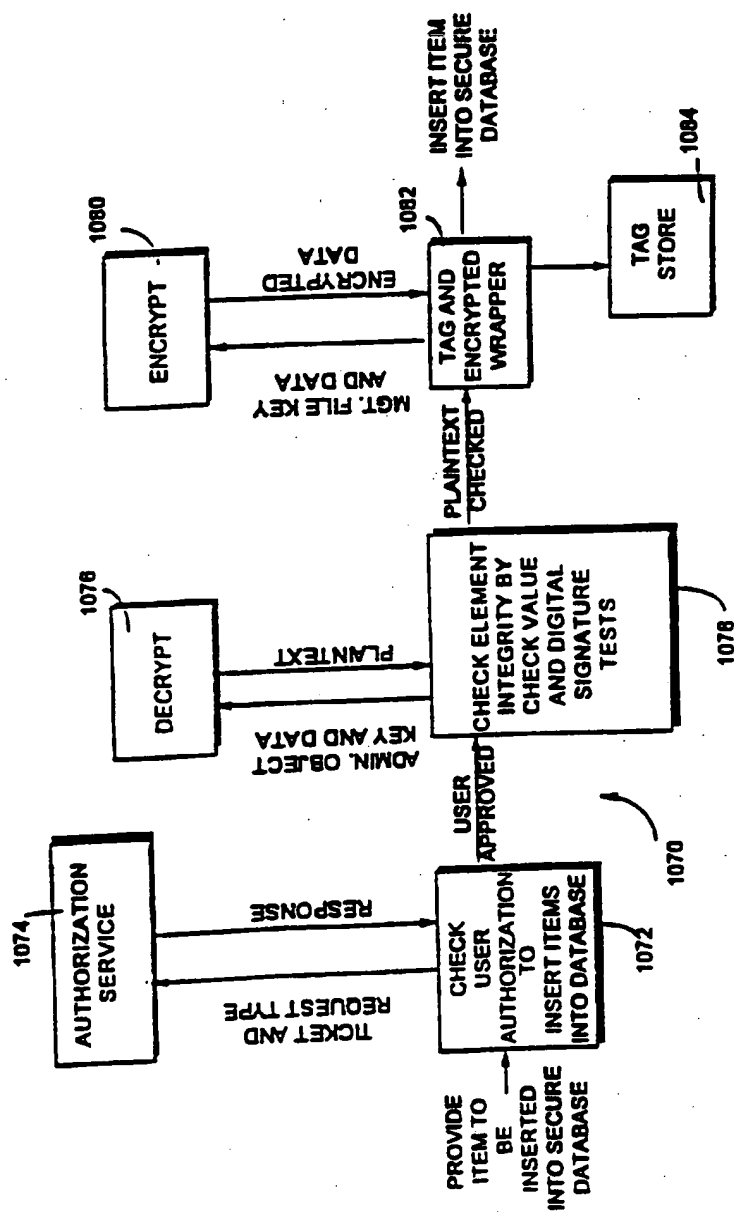 1074
AUTHORIZATION
SERVICE
TICKET AND
REQUEST TYPE
RESPONSE
PROVIDE
ITEM TO
BE
INSERTED
INTO SECURE
DATABASE
CHECK
USER
AUTHORIZATION
TO
INSERT ITEMS
INTO DATABASE
1072
1070
USER
APPROVED
1076
DECRYPT
ADMIN. OBJECT
KEY AND DATA
PLAINTEXT
CHECK ELEMENT
INTEGRITY BY
CHECK VALUE
AND DIGITAL
SIGNATURE
TESTS
1078
PLAINTEXT
CHECKED
1080
ENCRYPT
MGT. FILE KEY
AND DATA
ENCRYPTED
DATA
1082
TAG AND
ENCRYPTED
WRAPPER
INSERT ITEM
INTO SECURE
DATABASE
TAG
STORE
1084